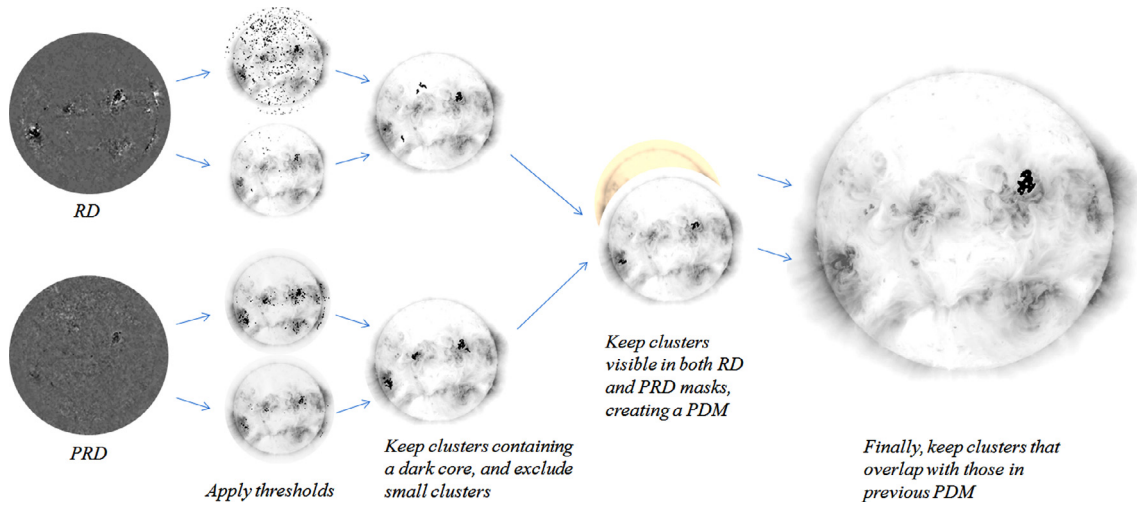 RD
PRD
Apply thresholds
Keep clusters containing
a dark core, and exclude
small clusters
Keep clusters
visible in both RD
and PRD masks,
creating a PDM
Finally, keep clusters that
overlap with those in
previous PDM